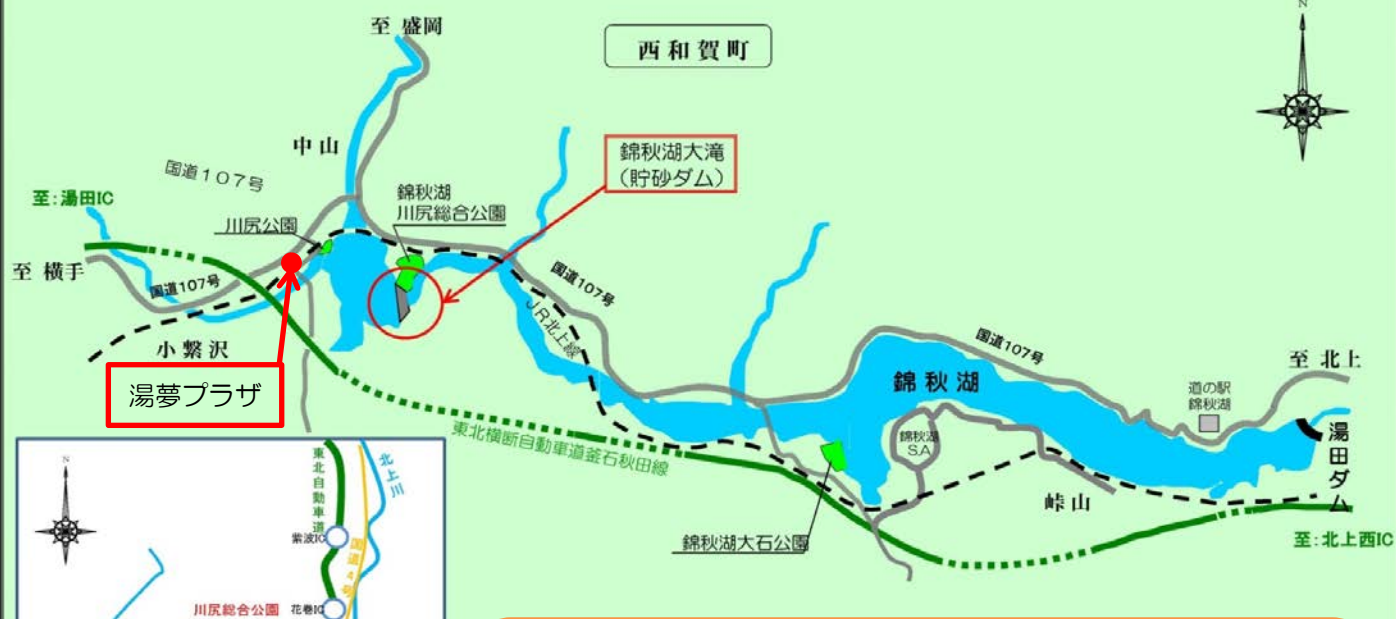 至 盛岡
西和賀町
N
中山
国道107号
錦秋湖大滝
(貯砂ダム)
至:湯田IC
錦秋湖
川尻総合公園
川尻公園
至 横手
国道107号
国道107号
JR北上線
小繋沢
湯夢プラザ
国道107号
至 北上
錦秋湖
道の駅
錦秋湖
錦秋湖
S.A
湯田ダム
東北横断自動車道釜石秋田線
峠山
錦秋湖大石公園
至:北上西IC
N
東北自動車道
北上川
紫波IC
国道4号
川尻総合公園
花巻IC